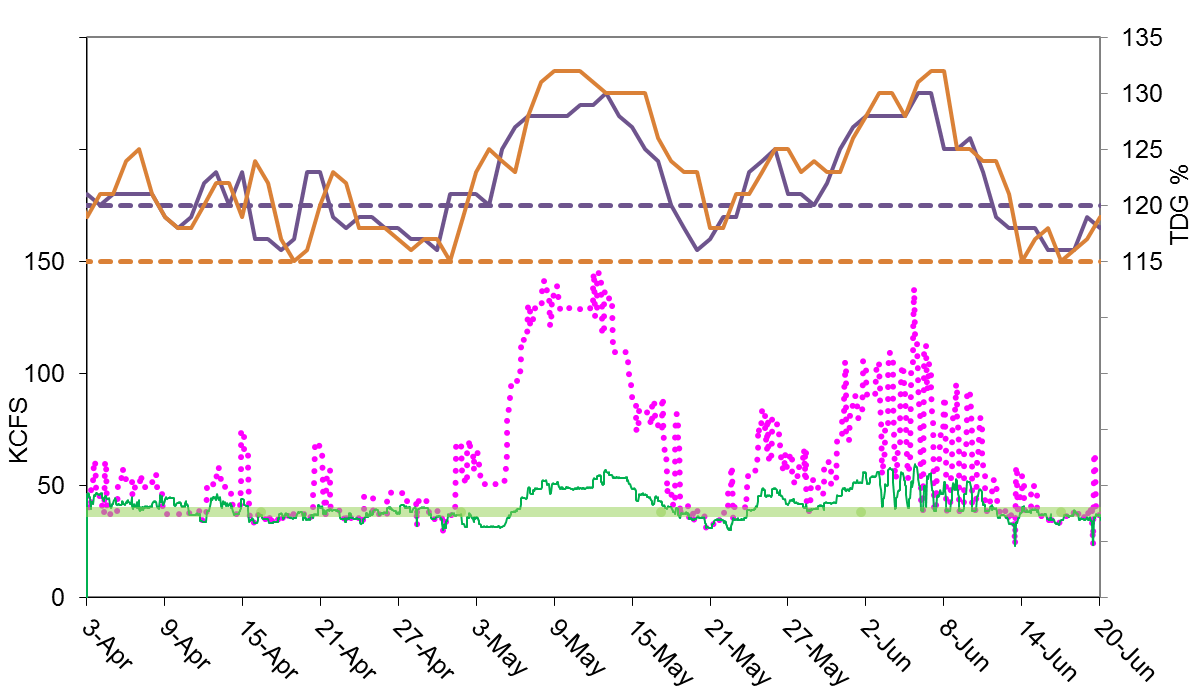 135
130
125
120
150
115
100
50
0
KCFS
TDG %
3-Apr
9-Apr
15-Apr
21-Apr
27-Apr
3-May
9-May
15-May
21-May
27-May
2-Jun
8-Jun
14-Jun
20-Jun